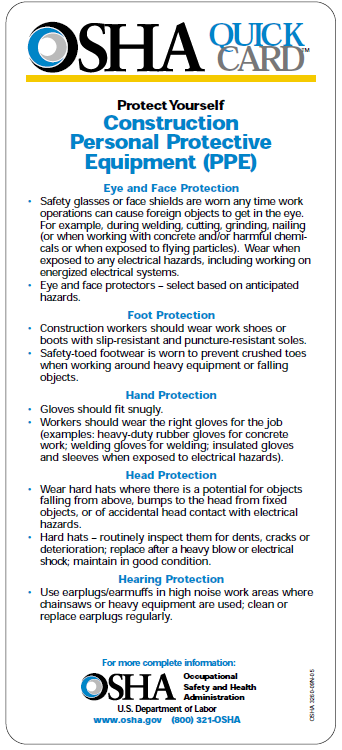 OSHA QUICK
CARD™
Protect Yourself
Construction
Personal Protective
Equipment (PPE)
Eye and Face Protection
• Safety glasses or face shields are worn any time work
operations can cause foreign objects to get in the eye.
For example, during welding, cutting, grinding, nailing
(or when working with concrete and/or harmful chemi-
cals or when exposed to flying particles). Wear when
exposed to any electrical hazards, including working on
energized electrical systems.
• Eye and face protectors – select based on anticipated
hazards.
Foot Protection
• Construction workers should wear work shoes or
boots with slip-resistant and puncture-resistant soles.
• Safety-toed footwear is worn to prevent crushed toes
when working around heavy equipment or falling
objects.
Hand Protection
• Gloves should fit snugly.
• Workers should wear the right gloves for the job
(examples: heavy-duty rubber gloves for concrete
work; welding gloves for welding; insulated gloves
and sleeves when exposed to electrical hazards).
Head Protection
• Wear hard hats where there is a potential for objects
falling from above, bumps to the head from fixed
objects, or of accidental head contact with electrical
hazards.
• Hard hats – routinely inspect them for dents, cracks or
deterioration; replace after a heavy blow or electrical
shock; maintain in good condition.
Hearing Protection
• Use earplugs/earmuffs in high noise work areas where
chainsaws or heavy equipment are used; clean or
replace earplugs regularly.
For more complete information:
OSHA
Occupational
Safety and Health
Administration
U.S. Department of Labor
www.osha.gov (800) 321-OSHA
OSHA 3260-09N-05